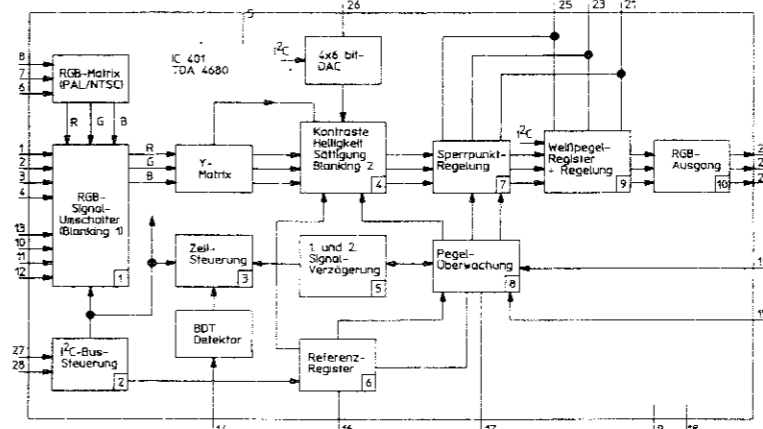 5
26
25
23
21
IC 401
TDA 4680
I²C
4x6 bit-
DAC
8
7
6
RGB-Matrix
(PAL/NTSC)
R
G
B
1
2
3
4
13
10
11
12
RGB-
Signal-
Umschalter
(Blanking 1)
1
R
G
B
Y-
Matrix
Kontraste
Helligkeit
Sättigung
Blanking 2
4
Sperrpunkt-
Regelung
7
I²C
Weißpegel-
Register
+ Regelung
9
RGB-
Ausgang
10
Zeil-
Steuerung
3
1. und 2.
Signal-
Verzögerung
5
Pegel-
Überwachung
8
BDT
Detektor
27
28
I²C-Bus-
Steuerung
2
Referenz-
Register
6
14
16
17
18